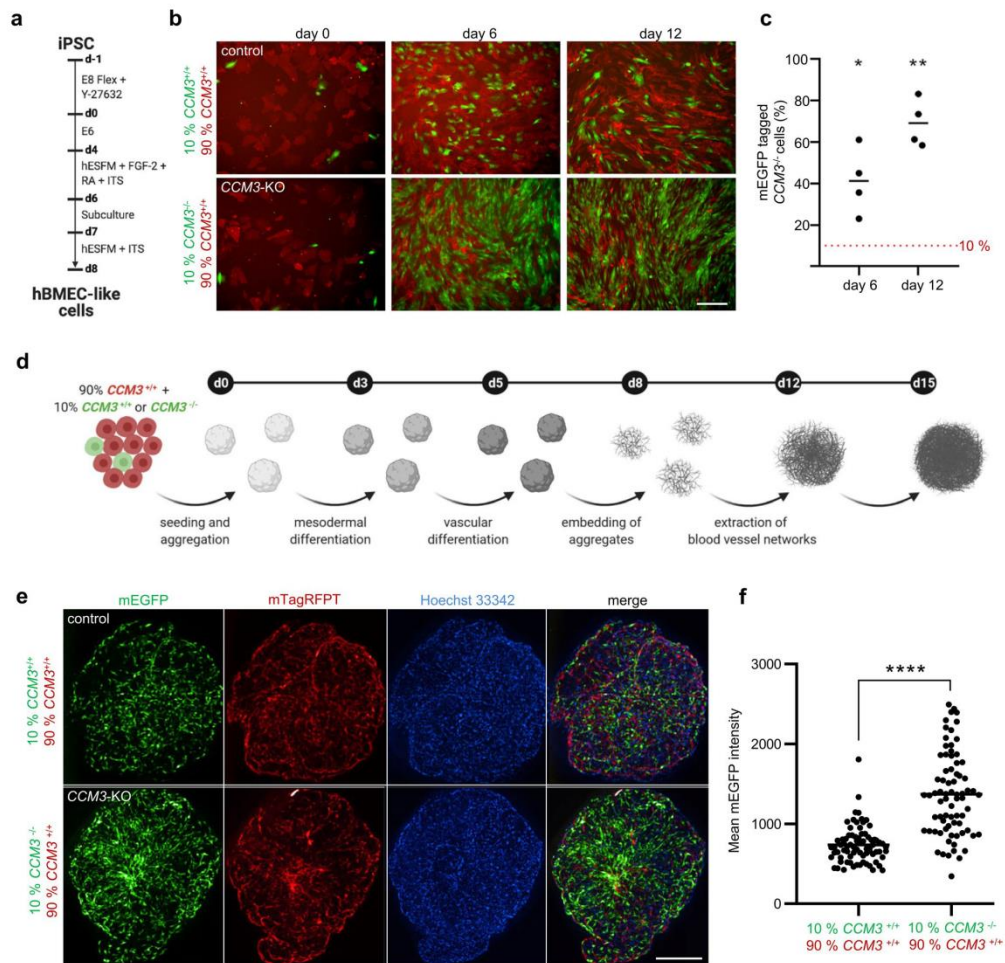 a
iPSC
d-1
E8 Flex +
Y-27632
d0
E6
d4
hESFM + FGF-2 +
RA + ITS
d6
Subculture
d7
hESFM + ITS
d8
hBMEC-like
cells
b
day 0
day 6
day 12
control
10 % CCM3+/+
90 % CCM3+/+
CCM3-KO
10 % CCM3-/-
90 % CCM3+/+
c
mEGFP tagged
CCM3-/- cells (%)
100
80
60
40
20
*
**
10 %
day 6
day 12
d
90% CCM3+/+ +
10% CCM3+/+ or CCM3-/-
d0
d3
d5
d8
d12
d15
seeding and
aggregation
mesodermal
differentiation
vascular
differentiation
embedding of
aggregates
extraction of
blood vessel networks
e
mEGFP
mTagRFPT
Hoechst 33342
merge
control
10 % CCM3+/+
90 % CCM3+/+
CCM3-KO
10 % CCM3 -/-
90 % CCM3 +/+
f
Mean mEGFP intensity
3000
2000
1000
0
****
10 % CCM3 +/+
90 % CCM3 +/+
10 % CCM3 -/-
90 % CCM3 +/+